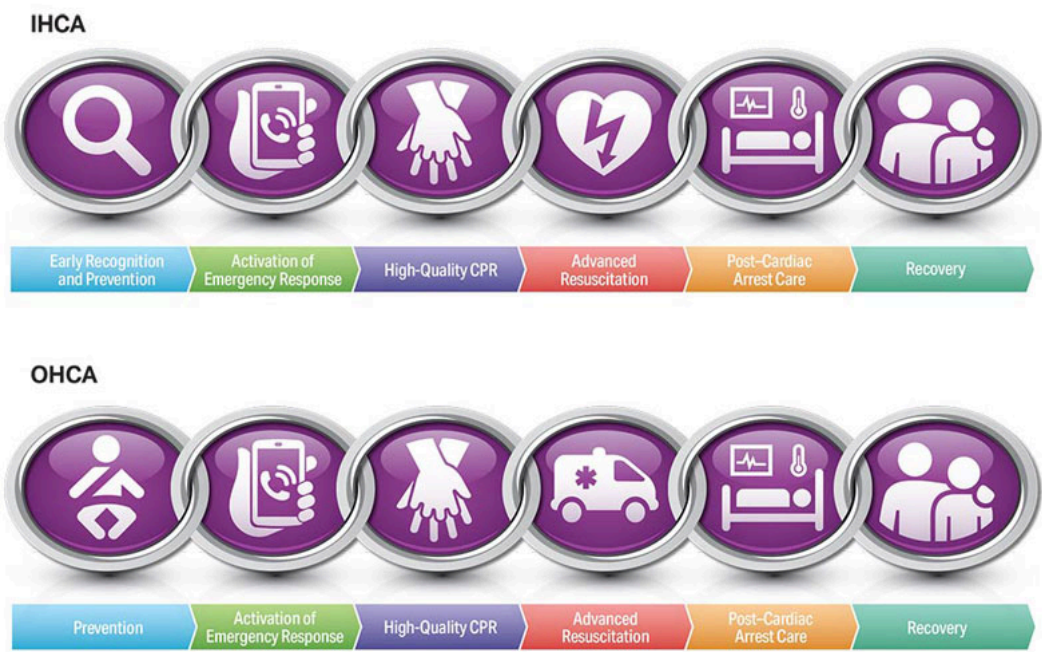 IHCA
Early Recognition
and Prevention
Activation of
Emergency Response
High-Quality CPR
Advanced
Resuscitation
Post–Cardiac
Arrest Care
Recovery
OHCA
Prevention
Activation of
Emergency Response
High-Quality CPR
Advanced
Resuscitation
Post–Cardiac
Arrest Care
Recovery